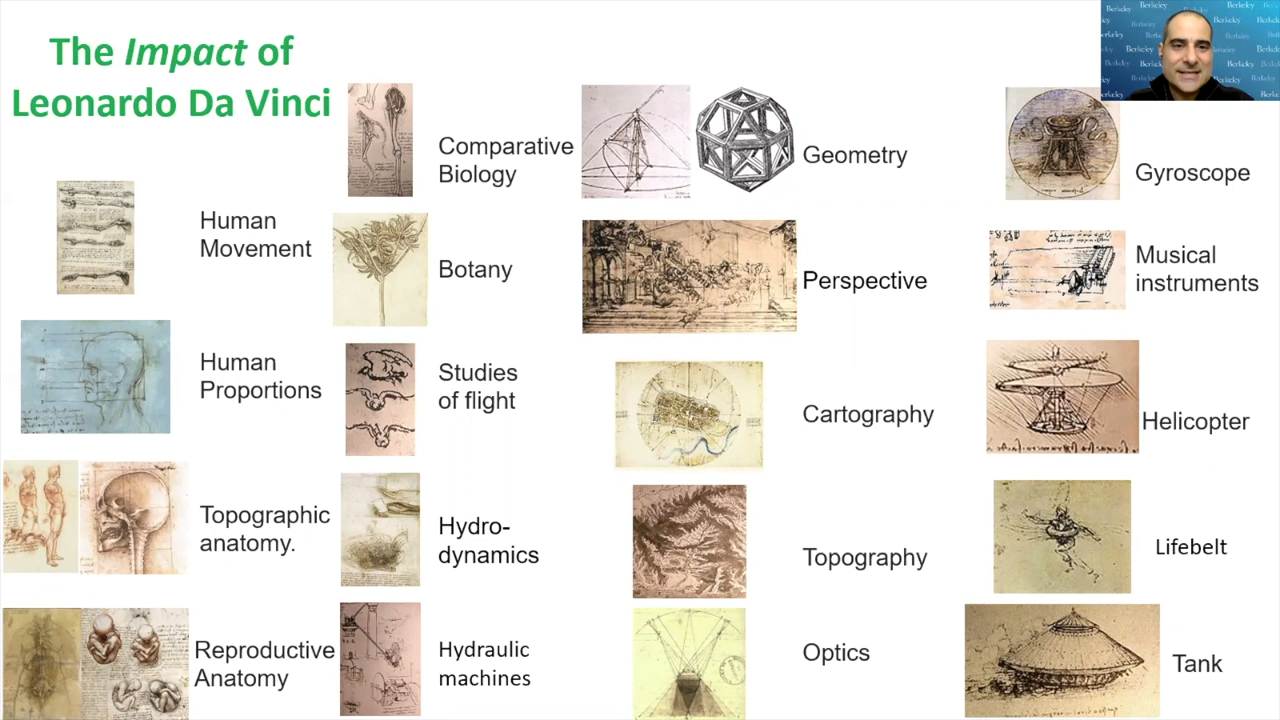 The Impact of
Leonardo Da Vinci
Human
Movement
Human
Proportions
Topographic
anatomy.
Reproductive
Anatomy
Comparative
Biology
Botany
Studies
of flight
Hydro-
dynamics
Hydraulic
machines
Geometry
Perspective
Cartography
Topography
Optics
Gyroscope
Musical
instruments
Helicopter
Lifebelt
Tank
Berkeley